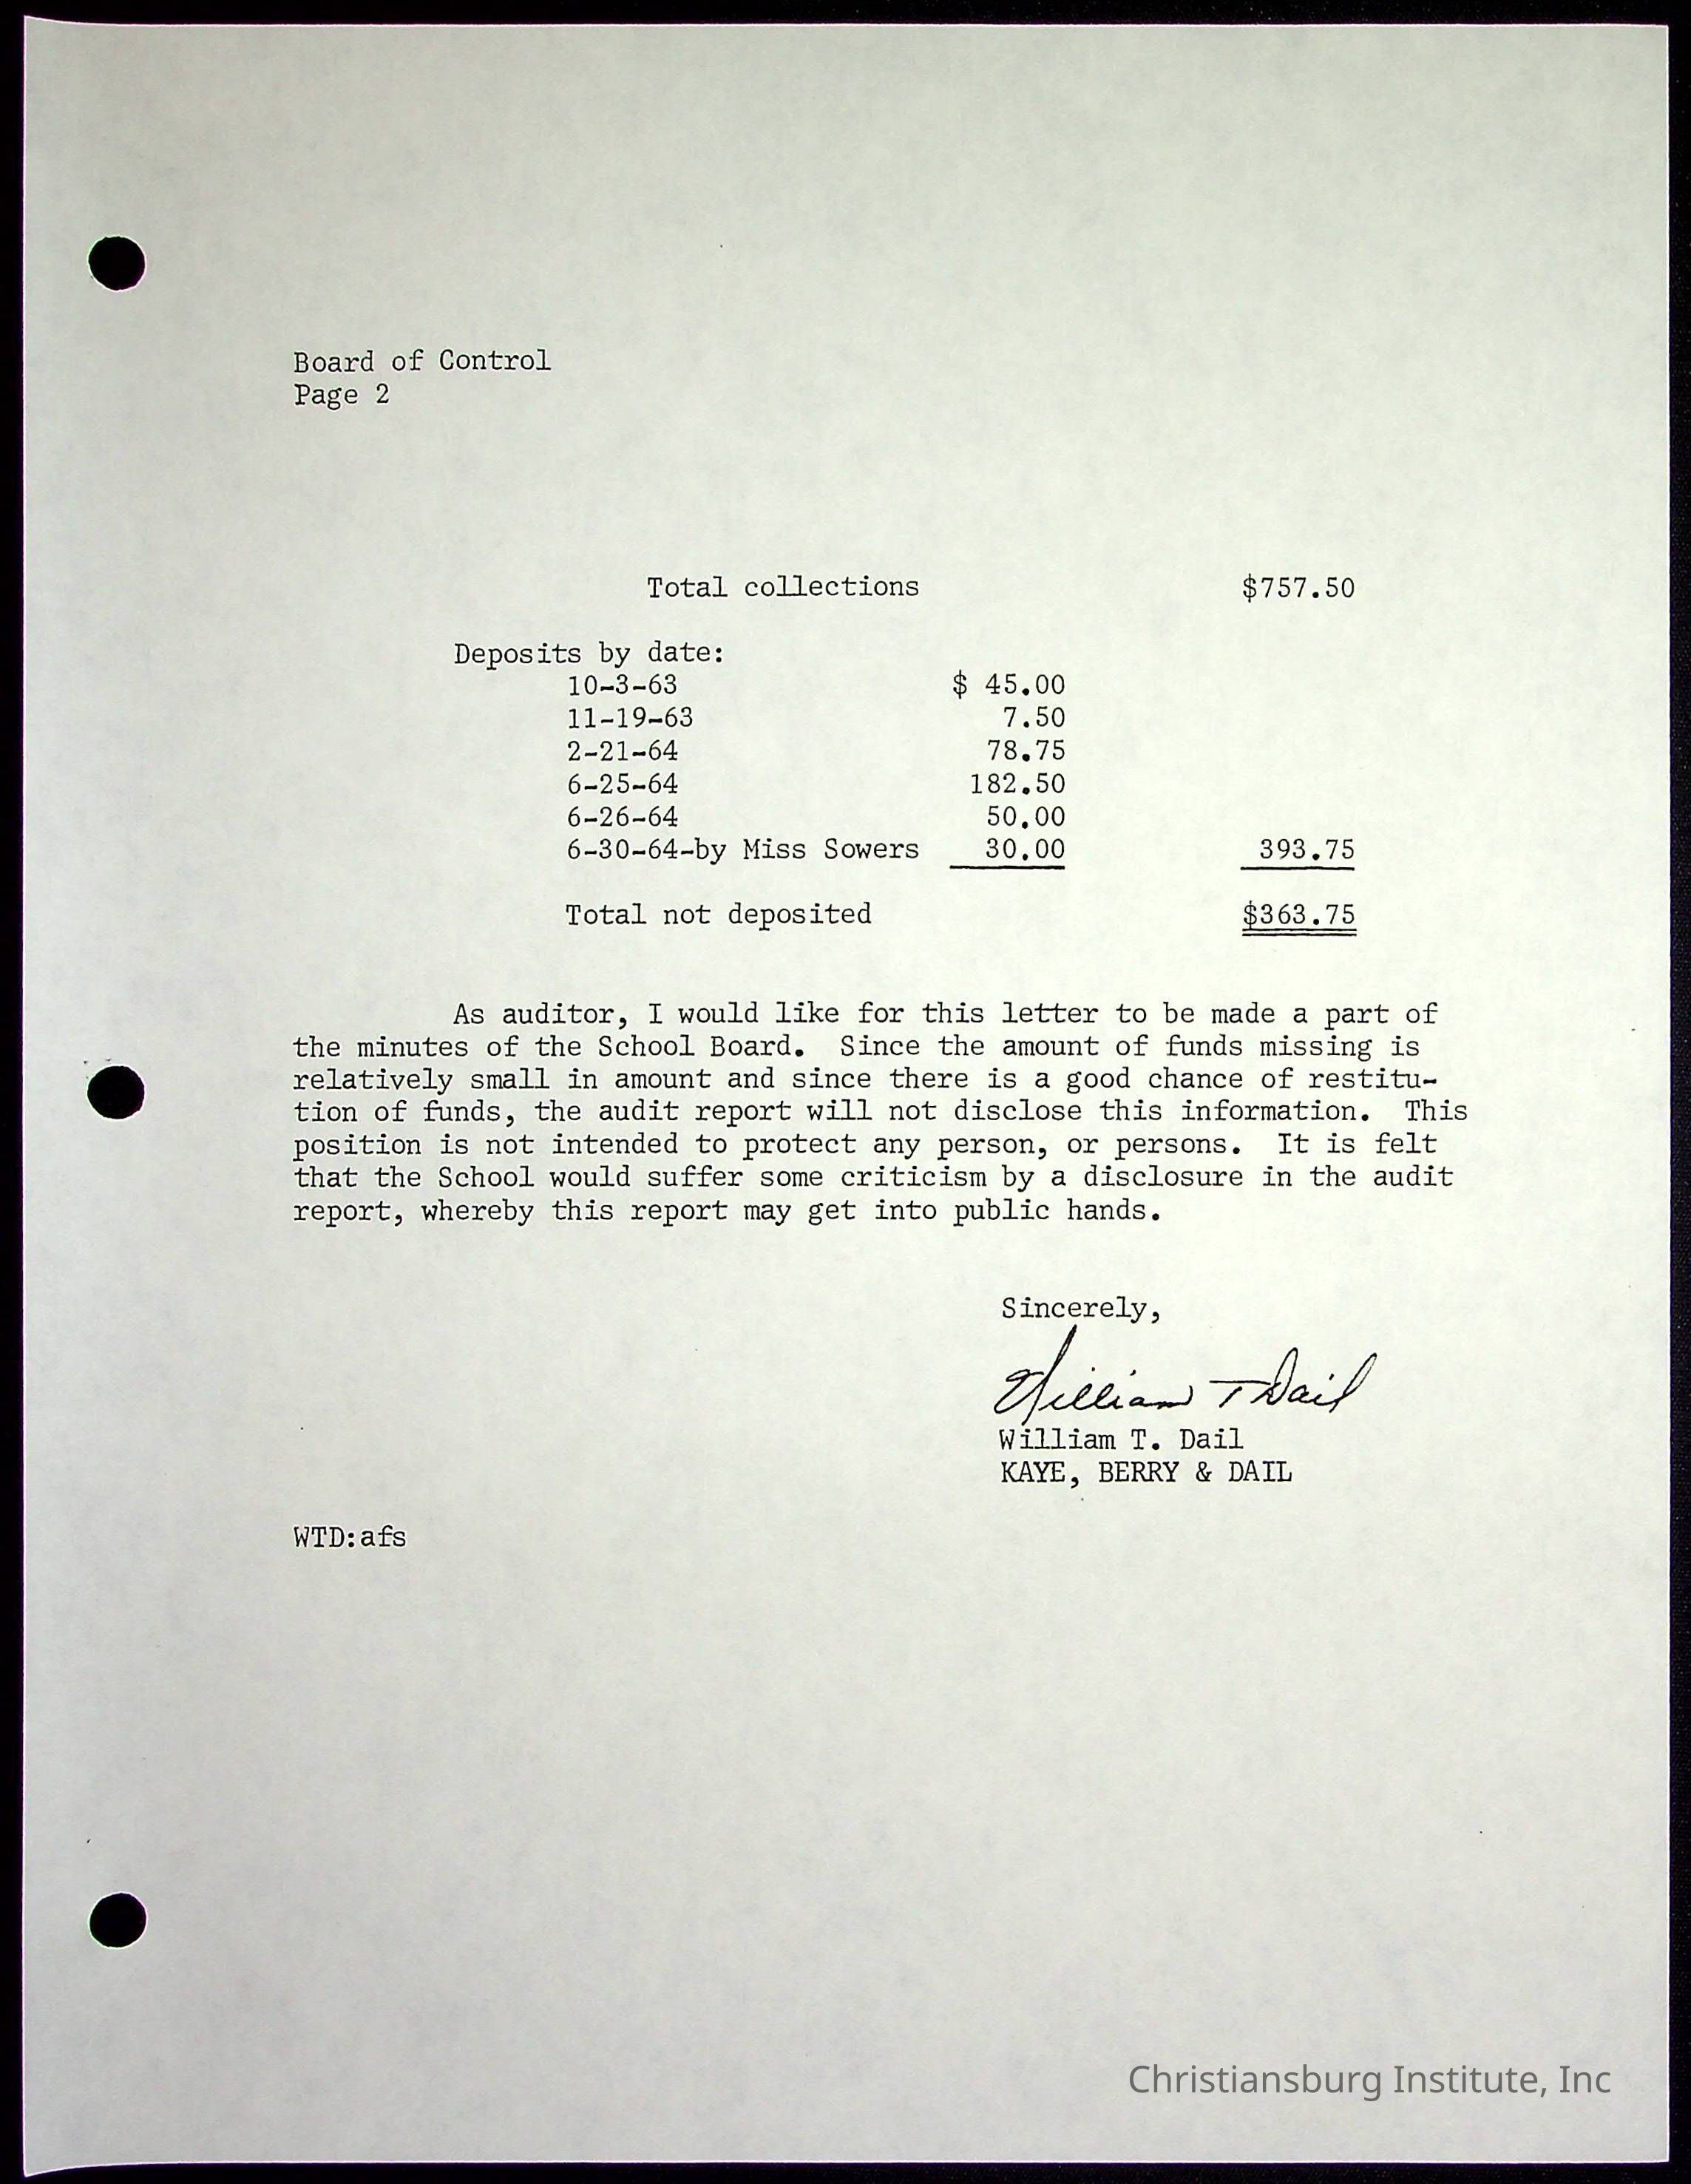 Board of Control
Page 2
Total collections $757.50
Deposits by date:
10-3-63 $ 45.00
11-19-63 7.50
2-21-64 78.75
6-25-64 182.50
6-26-64 50.00
6-30-64-by Miss Sowers 30.00 393.75
Total not deposited $363.75
As auditor, I would like for this letter to be made a part of
the minutes of the School Board. Since the amount of funds missing is
relatively small in amount and since there is a good chance of restitu-
tion of funds, the audit report will not disclose this information. This
position is not intended to protect any person, or persons. It is felt
that the School would suffer some criticism by a disclosure in the audit
report, whereby this report may get into public hands.
Sincerely,
William T Dail
William T. Dail
KAYE, BERRY & DAIL
WTD:afs
Christiansburg Institute, Inc